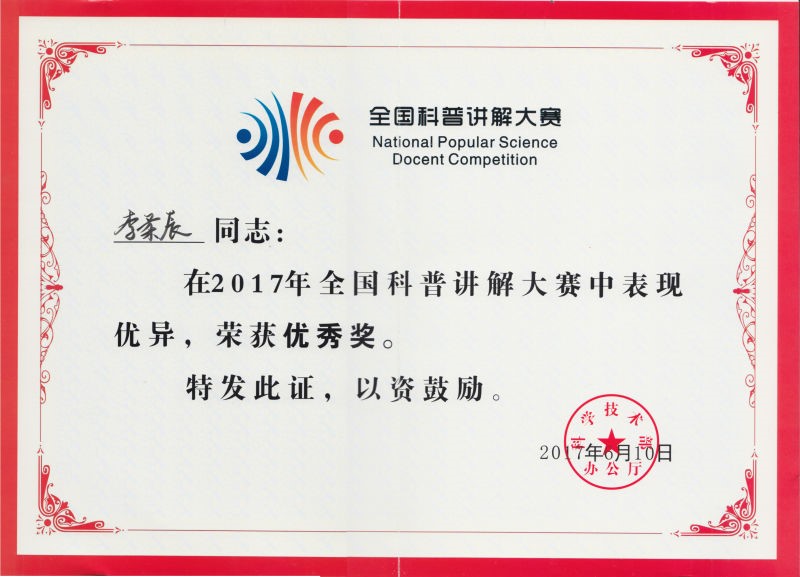 全国科普讲解大赛
National Popular Science
Docent Competition
李荣辰 同志：
在2017年全国科普讲解大赛中表现
优异，荣获优秀奖。
特发此证，以资鼓励。
科学技术部
2017年6月10日
办公厅